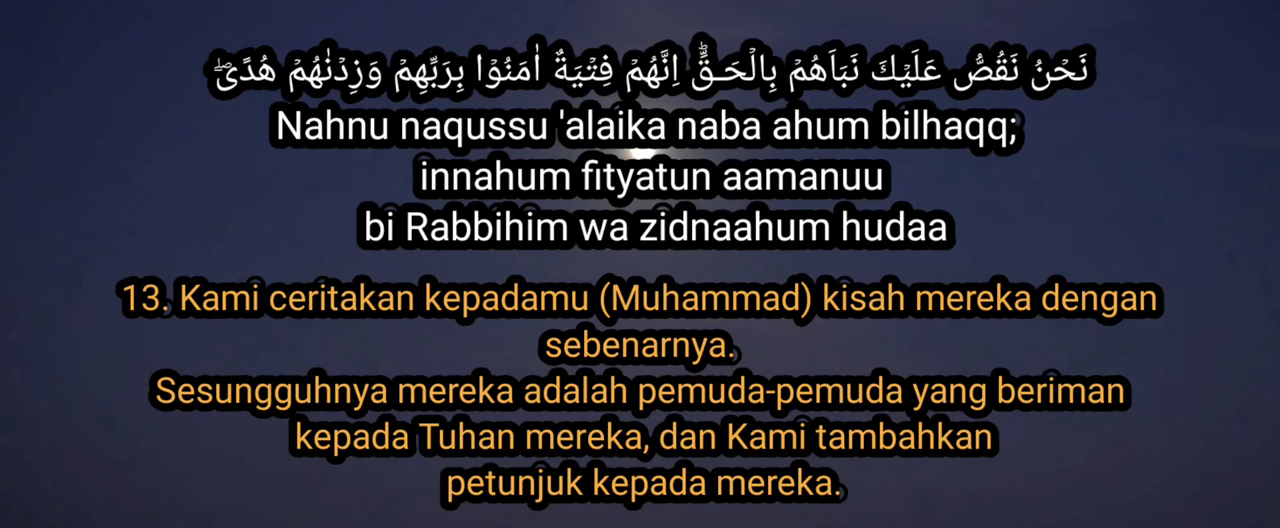 نَحْنُ نَقُصُّ عَلَيْكَ نَبَاَهُمْ بِالْحَـقِّؕ اِنَّهُمْ فِتْيَةٌ اٰمَنُوْا بِرَبِّهِمْ وَزِدْنٰهُمْ هُدًىۖ
Nahnu naqussu 'alaika naba ahum bilhaqq;
innahum fityatun aamanuu
bi Rabbihim wa zidnaahum hudaa
13. Kami ceritakan kepadamu (Muhammad) kisah mereka dengan
sebenarnya.
Sesungguhnya mereka adalah pemuda-pemuda yang beriman
kepada Tuhan mereka, dan Kami tambahkan
petunjuk kepada mereka.